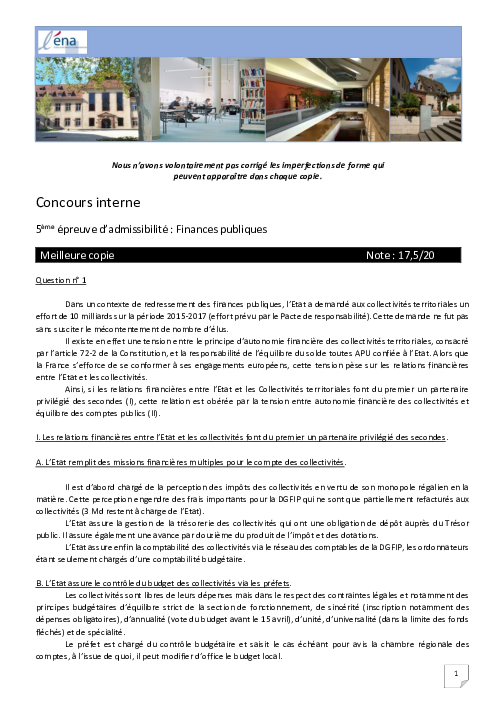 l'éna
Nous n'avons volontairement pas corrigé les imperfections de forme qui
peuvent apparaître dans chaque copie.
Concours interne
5ème épreuve d'admissibilité : Finances publiques
Meilleure copie Note : 17,5/20
Question n° 1
Dans un contexte de redressement des finances publiques, l'Etat a demandé aux collectivités territoriales un
effort de 10 milliards sur la période 2015-2017 (effort prévu par le Pacte de responsabilité). Cette demande ne fut pas
sans susciter le mécontentement de nombre d'élus.
Il existe en effet une tension entre le principe d'autonomie financière des collectivités territoriales, consacré
par l'article 72-2 de la Constitution, et la responsabilité de l'équilibre du solde toutes APU confiée à l'Etat. Alors que
la France s'efforce de se conformer à ses engagements européens, cette tension pèse sur les relations financières
entre l'Etat et les collectivités.
Ainsi, si les relations financières entre l'Etat et les Collectivités territoriales font du premier un partenaire
privilégié des secondes (I), cette relation est obérée par la tension entre autonomie financière des collectivités et
équilibre des comptes publics (II).
I. Les relations financières entre l'Etat et les collectivités font du premier un partenaire privilégié des secondes.
A. L'Etat remplit des missions financières multiples pour le compte des collectivités.
Il est d'abord chargé de la perception des impôts des collectivités en vertu de son monopole régalien en la
matière. Cette perception engendre des frais importants pour la DGFIP qui ne sont que partiellement refacturés aux
collectivités (3 Md restent à charge de l'Etat).
L'Etat assure la gestion de la trésorerie des collectivités qui ont une obligation de dépôt auprès du Trésor
public. Il assure également une avance par douzième du produit de l'impôt et des dotations.
L'Etat assure enfin la comptabilité des collectivités via le réseau des comptables de la DGFIP, les ordonnateurs
étant seulement chargés d'une comptabilité budgétaire.
B. L'Etat assure le contrôle du budget des collectivités via les préfets.
Les collectivités sont libres de leurs dépenses mais dans le respect des contraintes légales et notamment des
principes budgétaires d'équilibre strict de la section de fonctionnement, de sincérité (inscription notamment des
dépenses obligatoires), d'annualité (vote du budget avant le 15 avril), d'unité, d'universalité (dans la limite des fonds
fléchés) et de spécialité.
Le préfet est chargé du contrôle budgétaire et saisit le cas échéant pour avis la chambre régionale des
comptes, à l'issue de quoi, il peut modifier d'office le budget local.
1